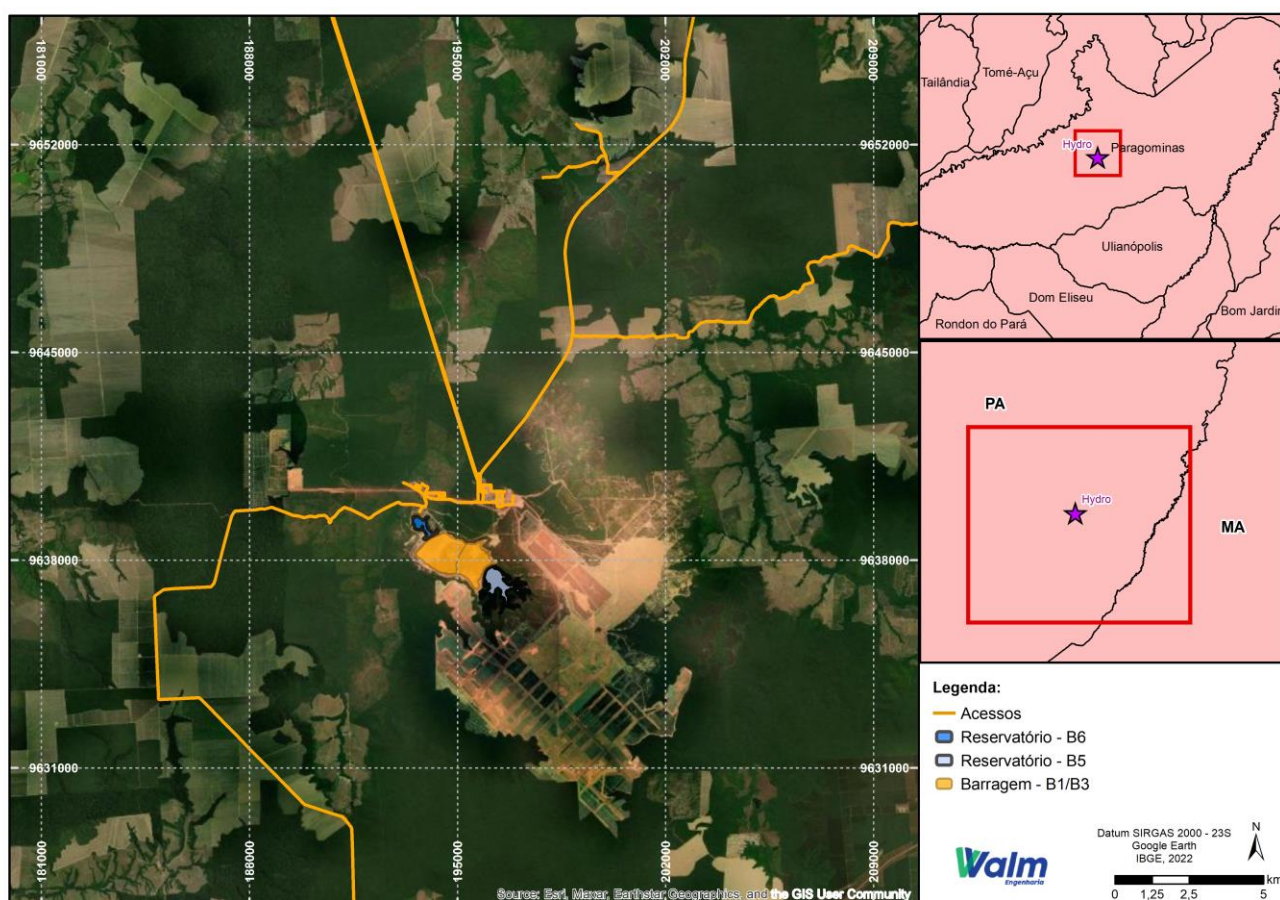 181000
188000
195000
202000
209000
9652000
9652000
9645000
9645000
9638000
9638000
9631000
9631000
181000
188000
195000
202000
209000
Source: Esri, Maxar, Earthstar Geographics, and the GIS User Community
Tailândia
Tomé-Açu
Hydro
Paragominas
Ulianópolis
Dom Eliseu
Rondon do Pará
Bom Jardim
PA
Hydro
MA
Legenda:
Acessos
Reservatório - B6
Reservatório - B5
Barragem - B1/B3
Walm
Engenharia
Datum SIRGAS 2000 - 23S
Google Earth
IBGE, 2022
N
km
0 1,25 2,5 5